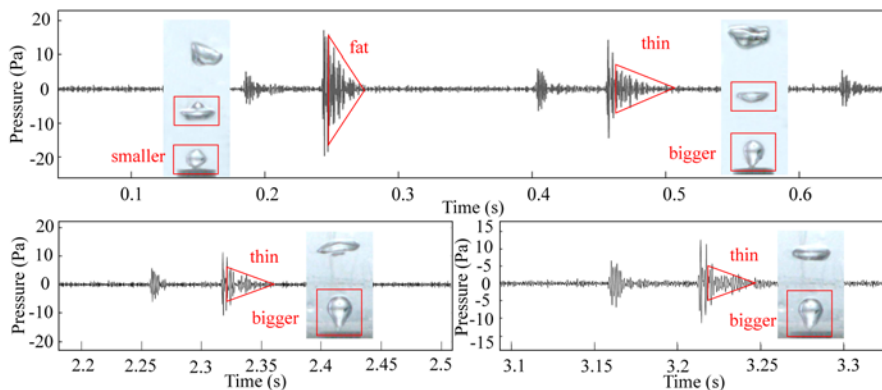 Pressure (Pa)
20
10
0
-10
-20
fat
thin
smaller
bigger
0.1
0.2
0.3
0.4
0.5
0.6
Time (s)
Pressure (Pa)
20
10
0
-10
-20
thin
bigger
2.2
2.25
2.3
2.35
2.4
2.45
2.5
Time (s)
Pressure (Pa)
15
10
-5
0
-5
-10
-15
thin
bigger
3.1
3.15
3.2
3.25
3.3
Time (s)